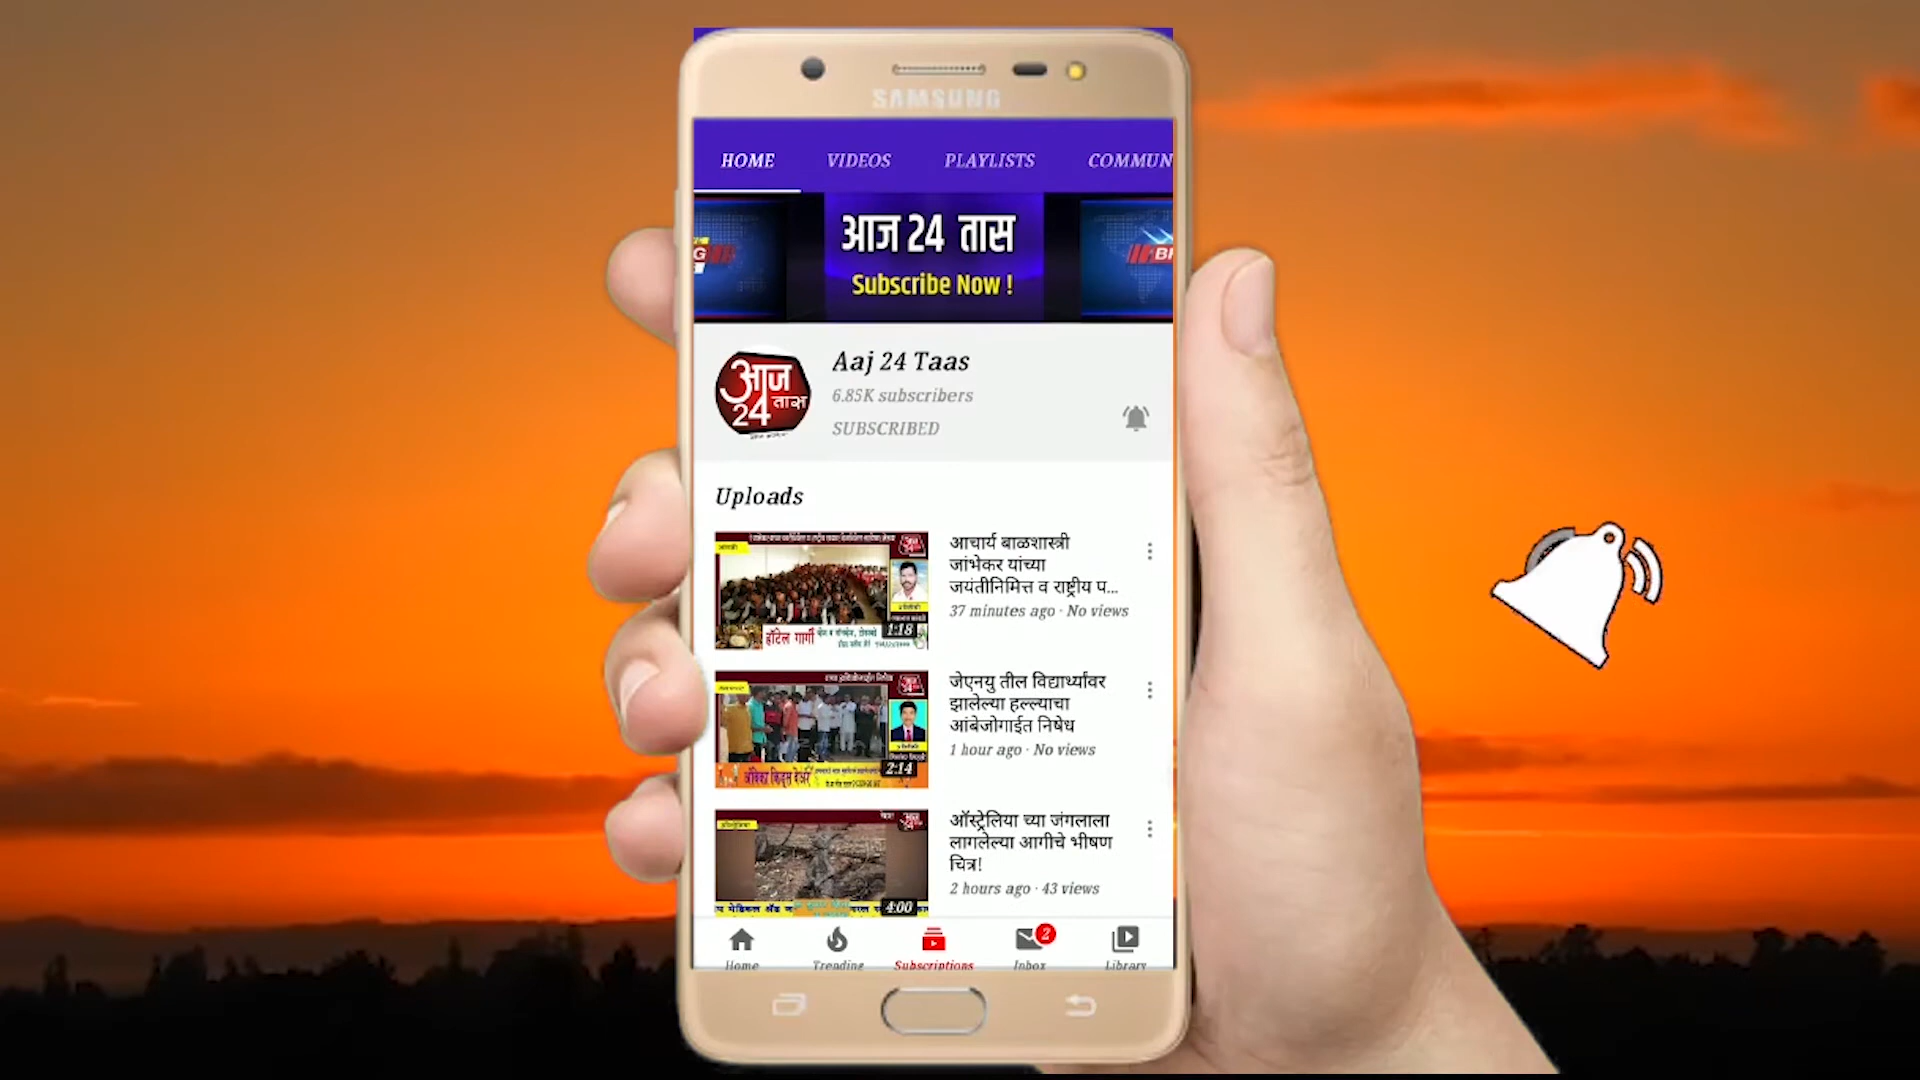 SAMSUNG
HOME VIDEOS PLAYLISTS COMMUN
आज 24 तास
Subscribe Now !
आज
24 तास
Aaj 24 Taas
6.85K subscribers
SUBSCRIBED
Uploads
आचार्य बाळशास्त्री
जांभेकर यांच्या
जयंतीनिमित्त व राष्ट्रीय प...
37 minutes ago · No views
हॉटेल गार्गी
1:18
जेएनयु तील विद्यार्थ्यांवर
झालेल्या हल्ल्याचा
आंबेजोगाईत निषेध
1 hour ago · No views
अंबिका किड्स वेअर
2:14
ऑस्ट्रेलिया च्या जंगलाला
लागलेल्या आगीचे भीषण
चित्र!
2 hours ago · 43 views
4:00
2
Home Trending Subscriptions Inbox Library